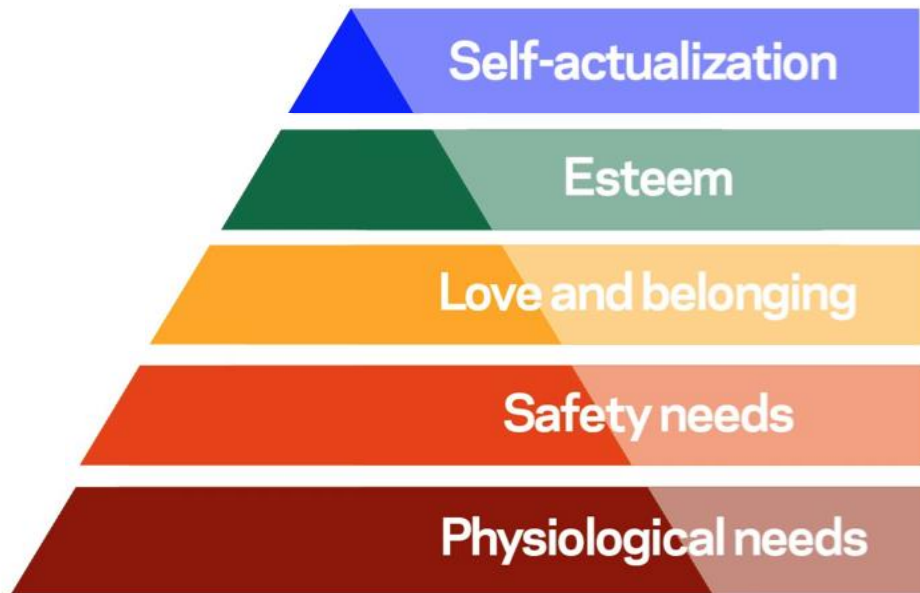 Self-actualization
Esteem
Love and belonging
Safety needs
Physiological needs